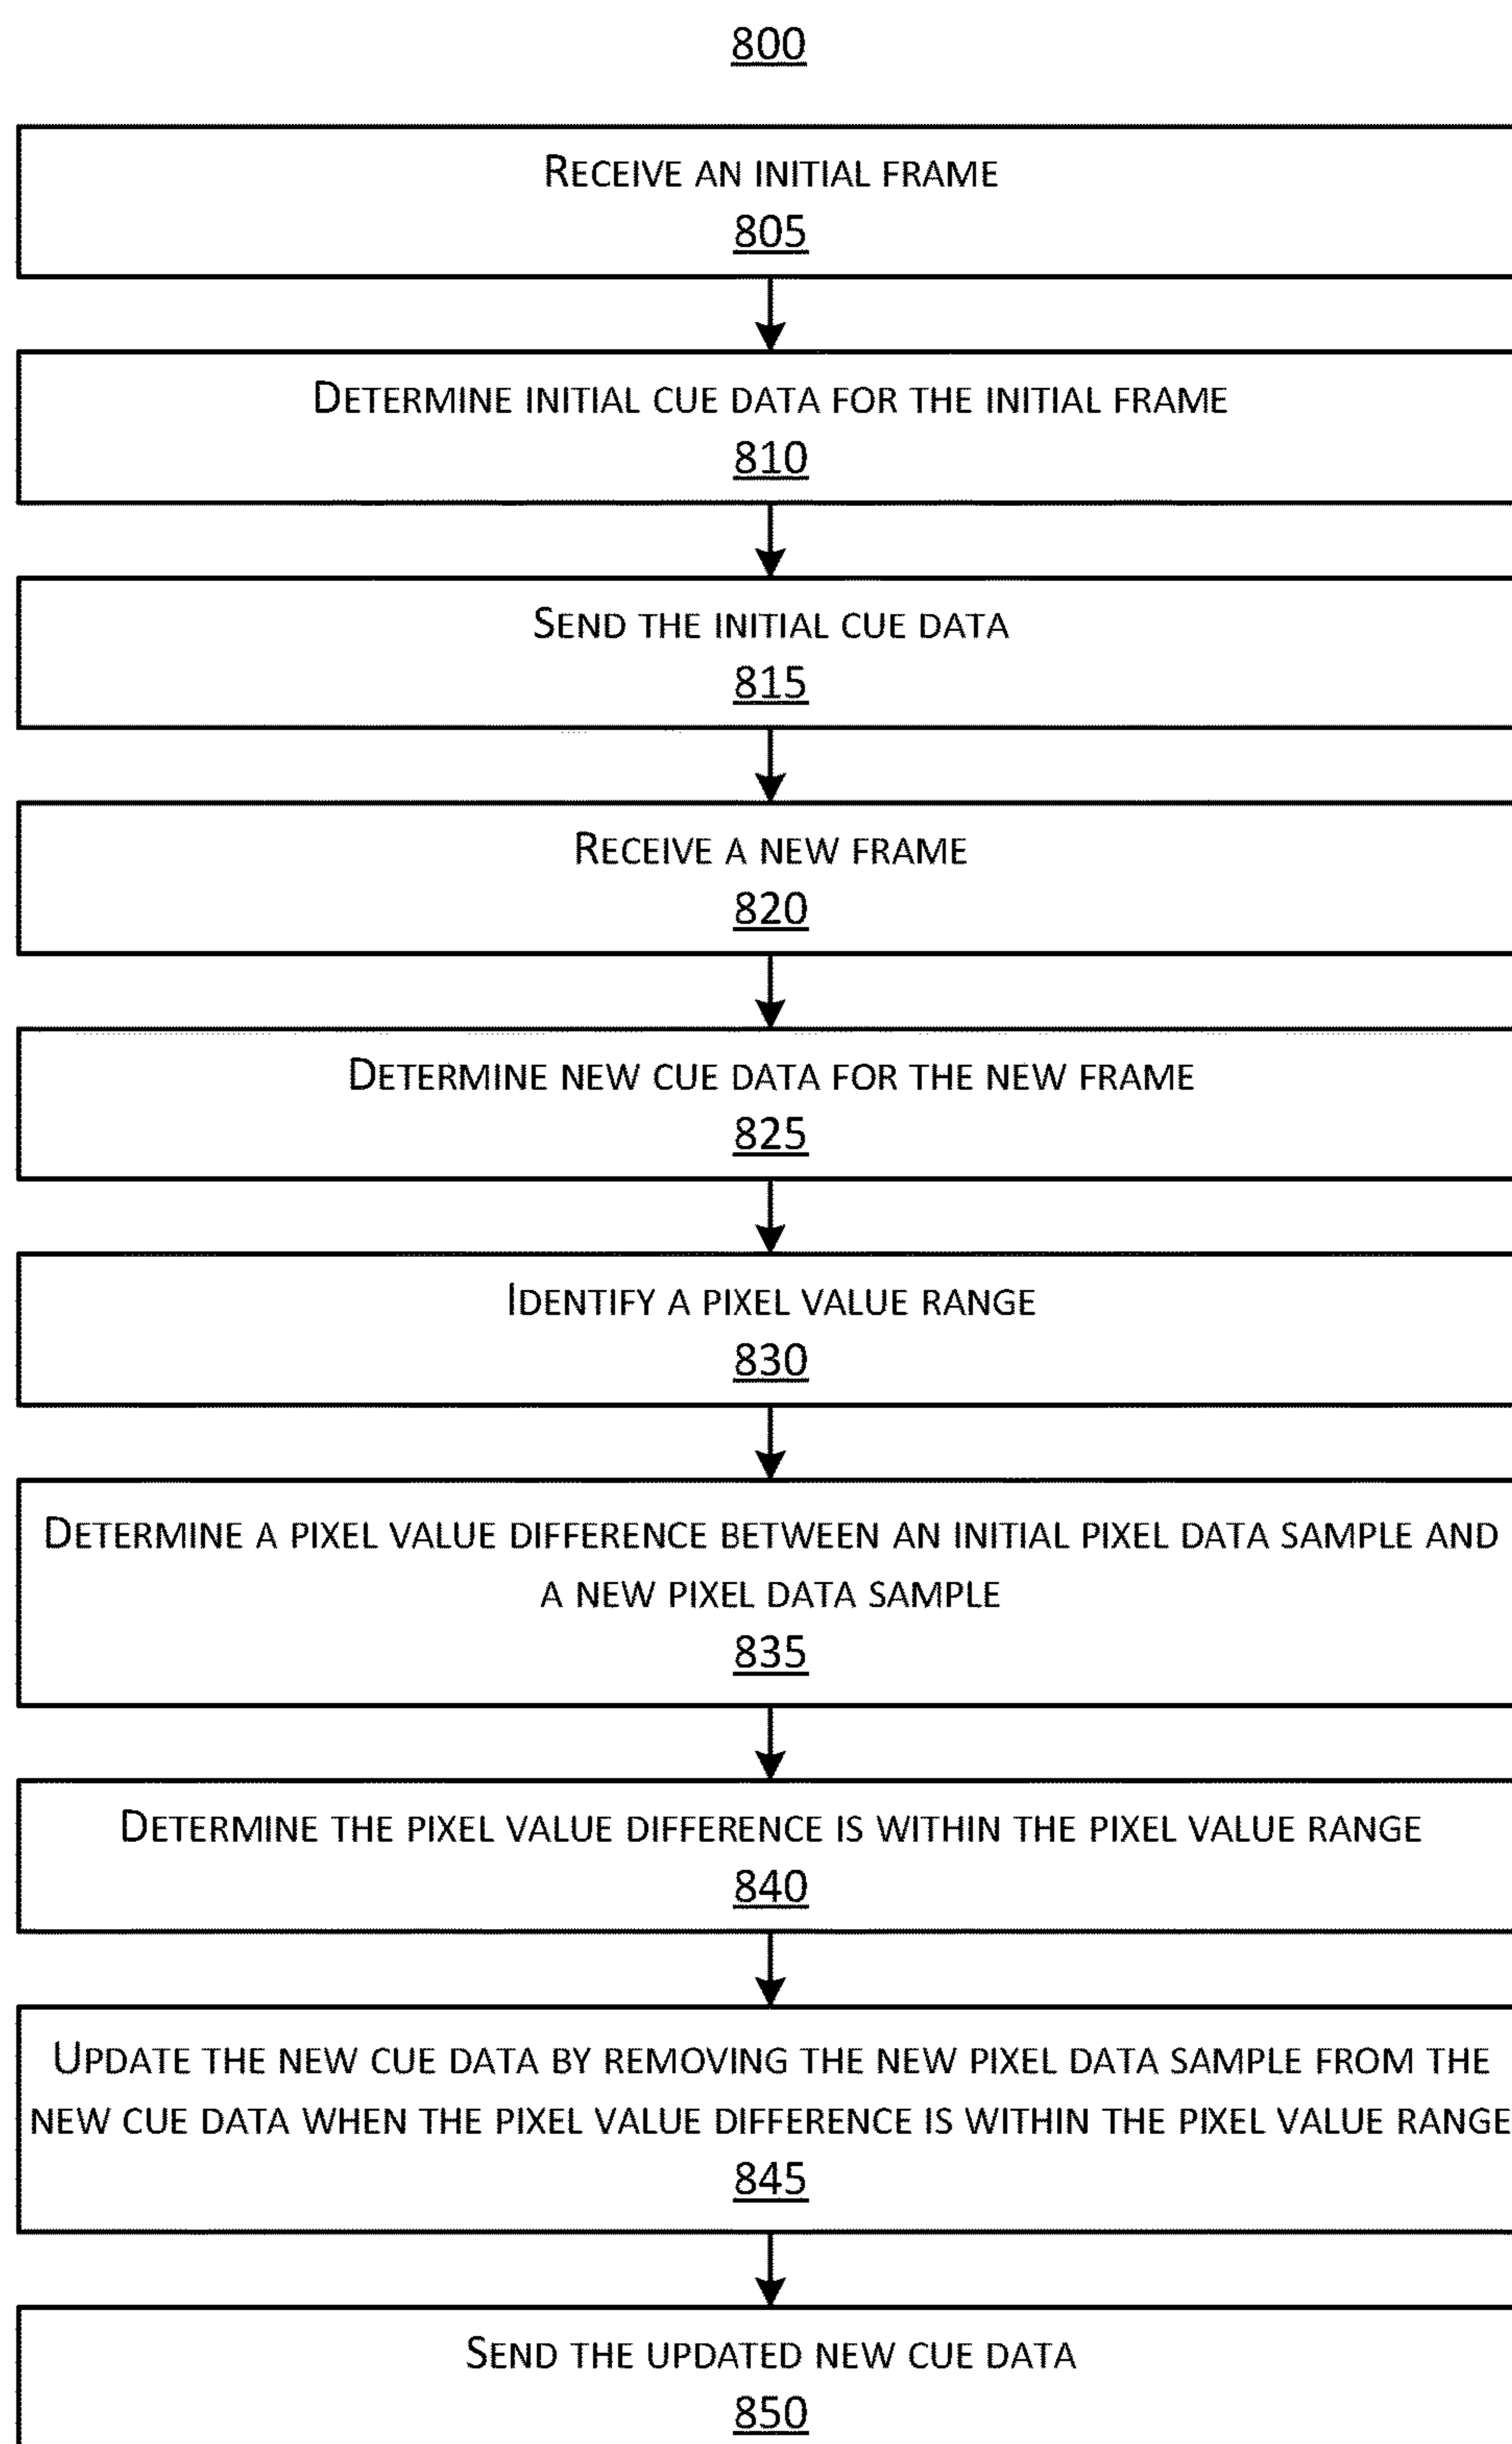 800
RECEIVE AN INITIAL FRAME
805
DETERMINE INITIAL CUE DATA FOR THE INITIAL FRAME
810
SEND THE INITIAL CUE DATA
815
RECEIVE A NEW FRAME
820
DETERMINE NEW CUE DATA FOR THE NEW FRAME
825
IDENTIFY A PIXEL VALUE RANGE
830
DETERMINE A PIXEL VALUE DIFFERENCE BETWEEN AN INITIAL PIXEL DATA SAMPLE AND
A NEW PIXEL DATA SAMPLE
835
DETERMINE THE PIXEL VALUE DIFFERENCE IS WITHIN THE PIXEL VALUE RANGE
840
UPDATE THE NEW CUE DATA BY REMOVING THE NEW PIXEL DATA SAMPLE FROM THE
NEW CUE DATA WHEN THE PIXEL VALUE DIFFERENCE IS WITHIN THE PIXEL VALUE RANGE
845
SEND THE UPDATED NEW CUE DATA
850